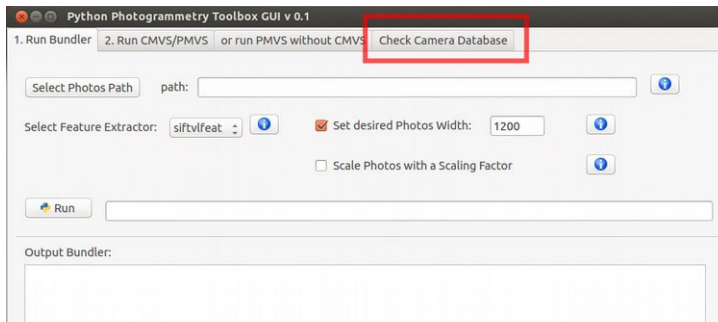 Python Photogrammetry Toolbox GUI v 0.1
1. Run Bundler 2. Run CMVS/PMVS or run PMVS without CMVS Check Camera Database
Select Photos Path path:
Select Feature Extractor: siftvlfeat Set desired Photos Width: 1200
Scale Photos with a Scaling Factor
Run
Output Bundler: